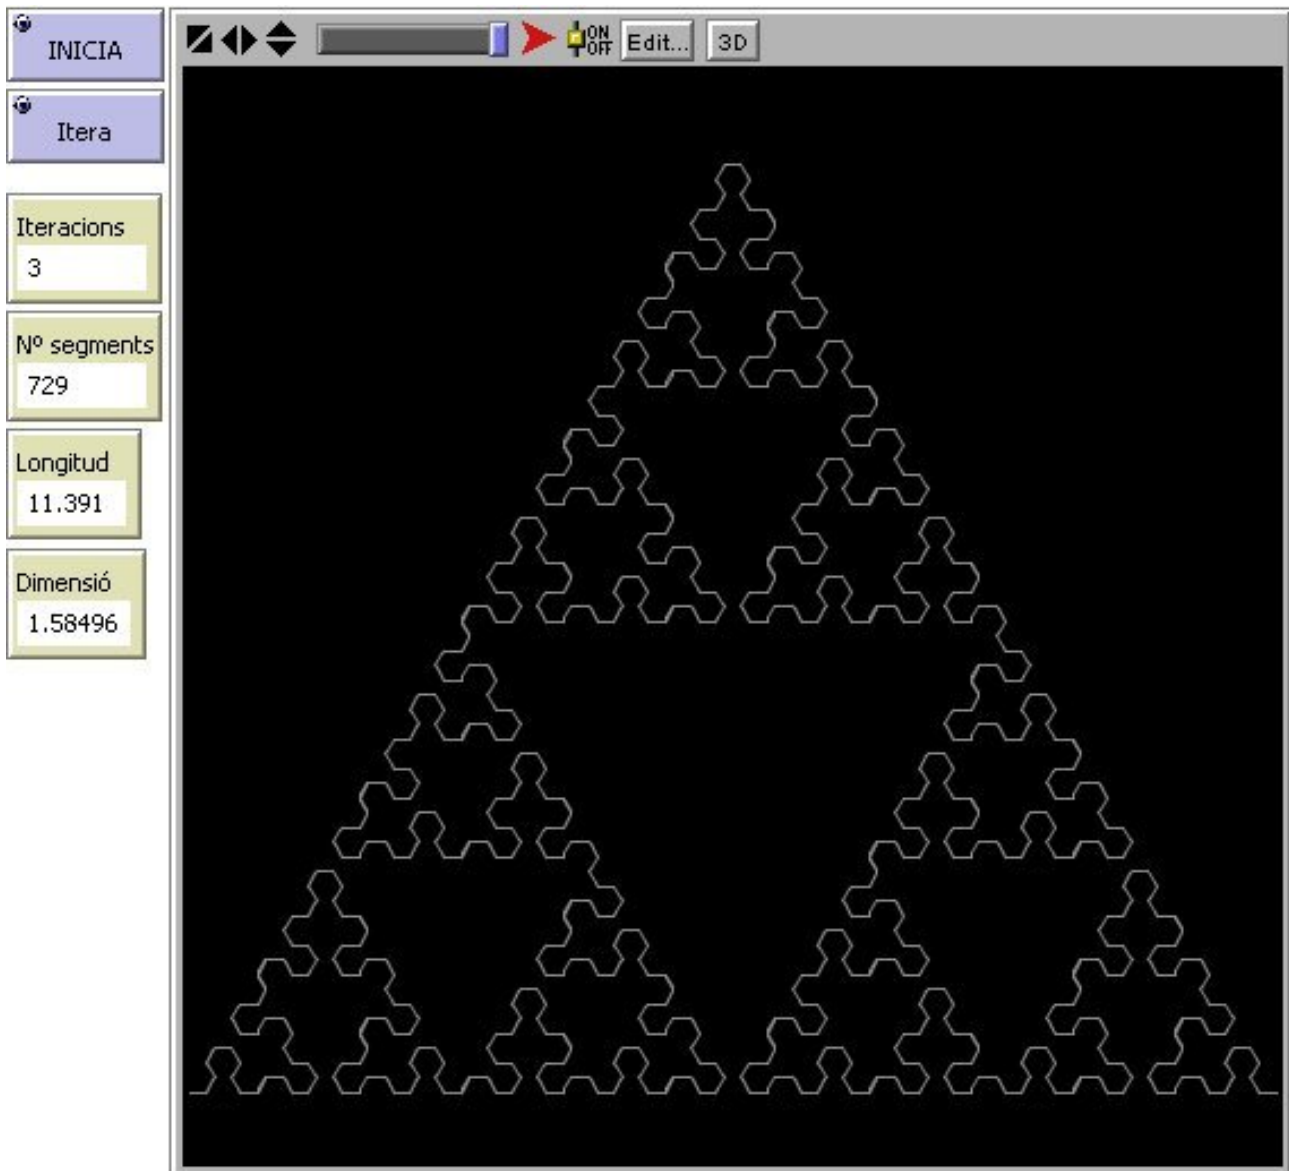 INICIA
Itera
Iteracions
3
Nº segments
729
Longitud
11.391
Dimensió
1.58496
ON
OFF
Edit...
3D